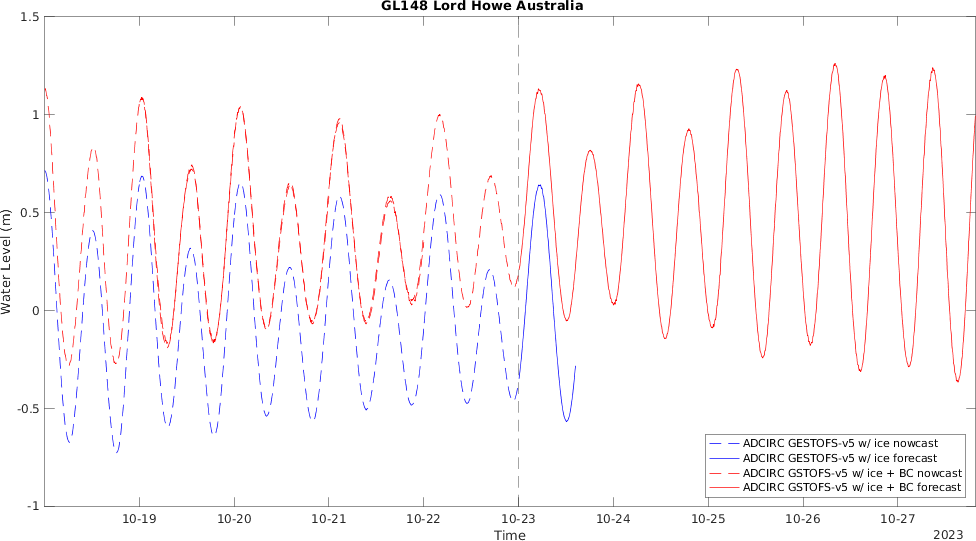 GL148 Lord Howe Australia
1.5
1
0.5
0
-0.5
-1
Water Level (m)
ADCIRC GESTOFS-v5 w/ ice nowcast
ADCIRC GESTOFS-v5 w/ ice forecast
ADCIRC GSTOFS-v5 w/ ice + BC nowcast
ADCIRC GSTOFS-v5 w/ ice + BC forecast
10-19 10-20 10-21 10-22 10-23 10-24 10-25 10-26 10-27
Time
2023